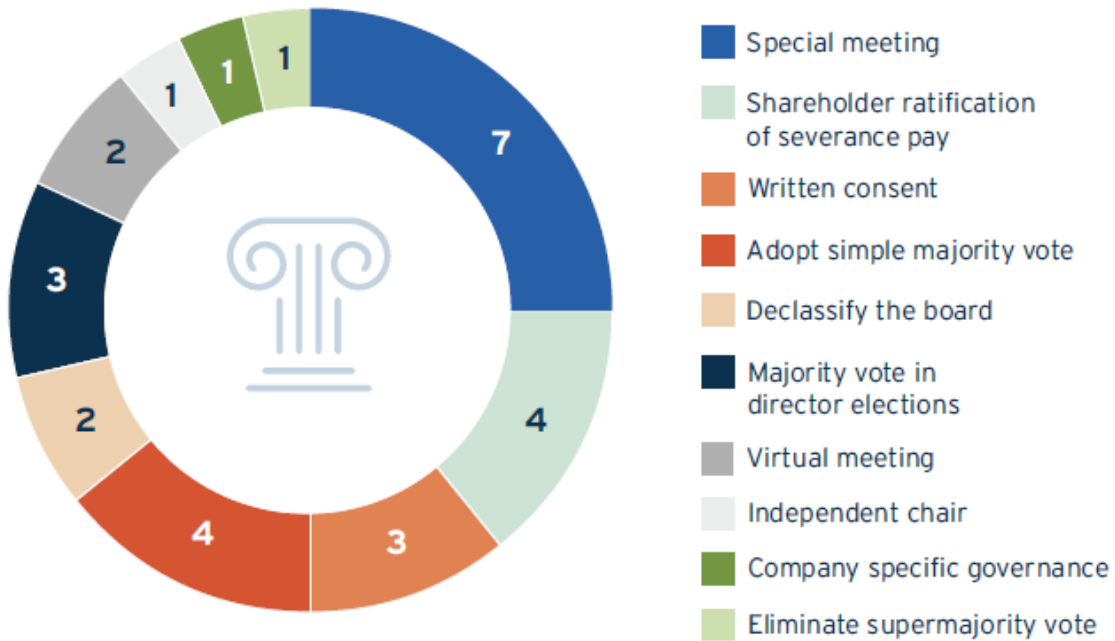 7
4
3
4
2
3
2
1
1
1
Special meeting
Shareholder ratification
of severance pay
Written consent
Adopt simple majority vote
Declassify the board
Majority vote in
director elections
Virtual meeting
Independent chair
Company specific governance
Eliminate supermajority vote